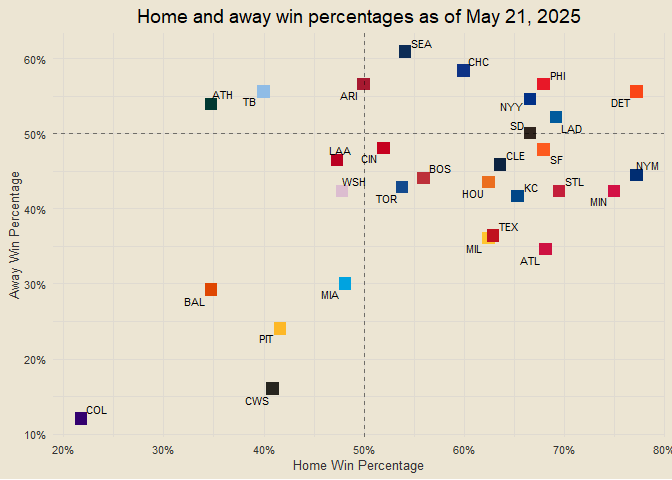 Home and away win percentages as of May 21, 2025
60%
50%
40%
30%
20%
10%
Away Win Percentage
SEA
CHC
PHI
ATH
TB
ARI
NYY
DET
SD
LAD
LAA
CIN
CLE
SF
BOS
NYM
WSH
TOR
HOU
KC
STL
MIN
TEX
MIL
ATL
BAL
MIA
PIT
CWS
COL
20%
30%
40%
50%
60%
70%
80%
Home Win Percentage